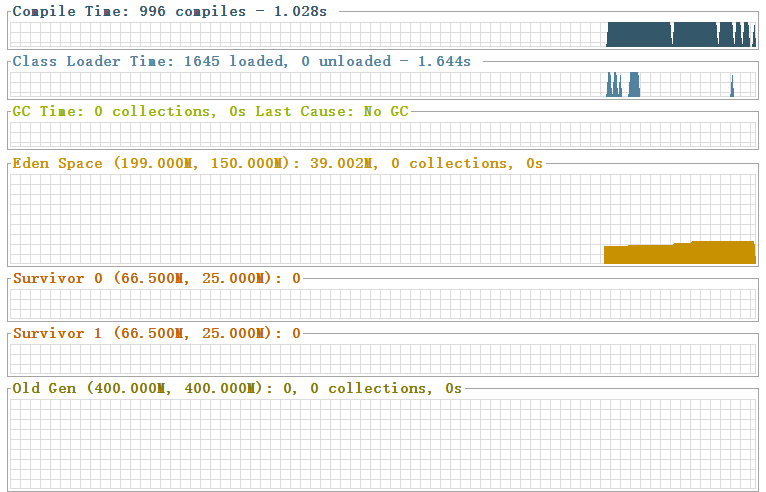 Compile Time: 996 compiles - 1.028s
Class Loader Time: 1645 loaded, 0 unloaded - 1.644s
GC Time: 0 collections, 0s Last Cause: No GC
Eden Space (199.000M, 150.000M): 39.002M, 0 collections, 0s
Survivor 0 (66.500M, 25.000M): 0
Survivor 1 (66.500M, 25.000M): 0
Old Gen (400.000M, 400.000M): 0, 0 collections, 0s